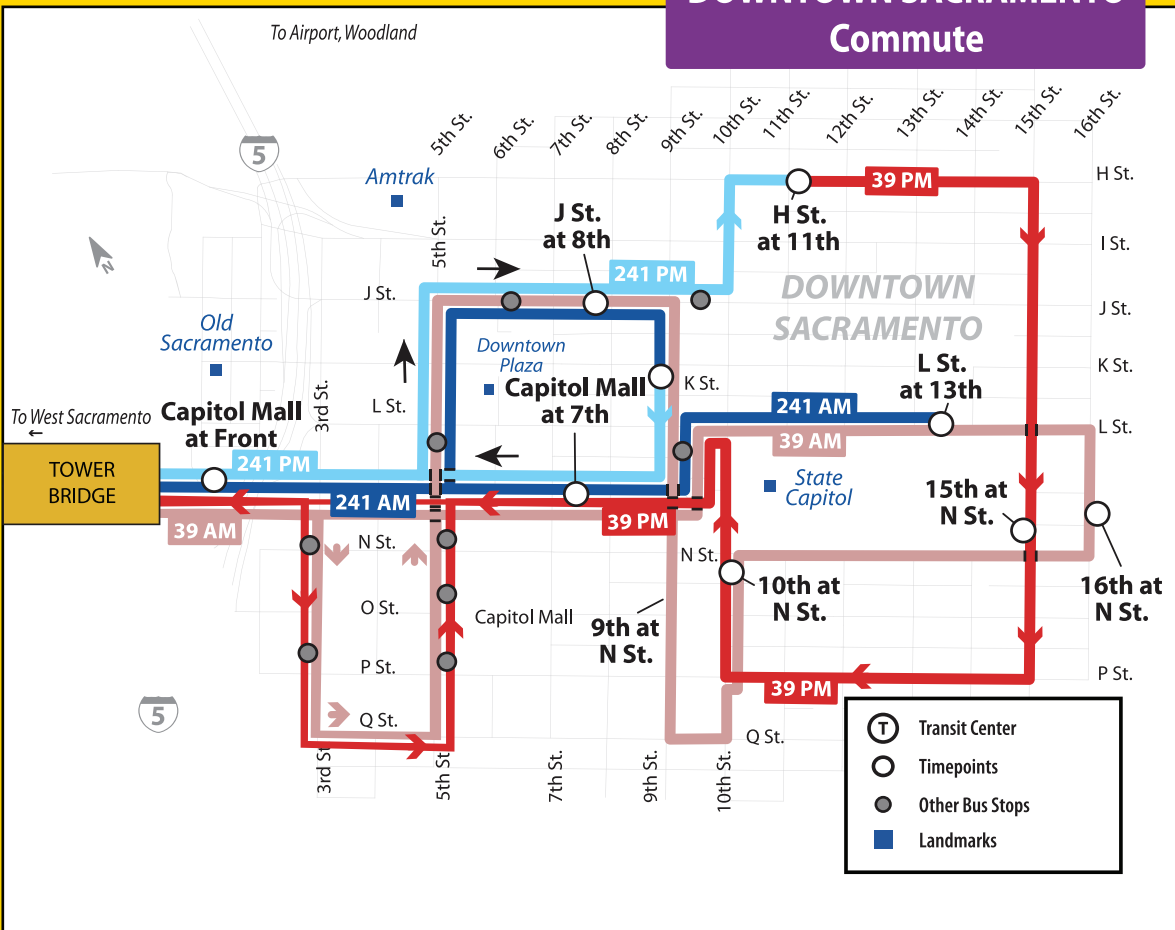 DOWNTOWN SACRAMENTO
Commute
To Airport, Woodland
5
Amtrak
5th St.
6th St.
7th St.
8th St.
9th St.
10th St.
11th St.
12th St.
13th St.
14th St.
15th St.
16th St.
H St.
I St.
J St.
K St.
L St.
P St.
N
39 PM
H St.
at 11th
J St.
at 8th
5th St.
241 PM
J St.
DOWNTOWN
SACRAMENTO
Old
Sacramento
Downtown
Plaza
Capitol Mall
at 7th
K St.
L St.
at 13th
3rd St.
L St.
To West Sacramento
←
Capitol Mall
at Front
241 AM
39 AM
TOWER
BRIDGE
241 PM
241 AM
39 AM
39 PM
State
Capitol
15th at
N St.
N St.
N St.
O St.
P St.
Q St.
Capitol Mall
9th at
N St.
10th at
N St.
16th at
N St.
39 PM
5
Q St.
3rd St
5th St.
7th St.
9th St.
10th St.
T Transit Center
Timepoints
Other Bus Stops
Landmarks